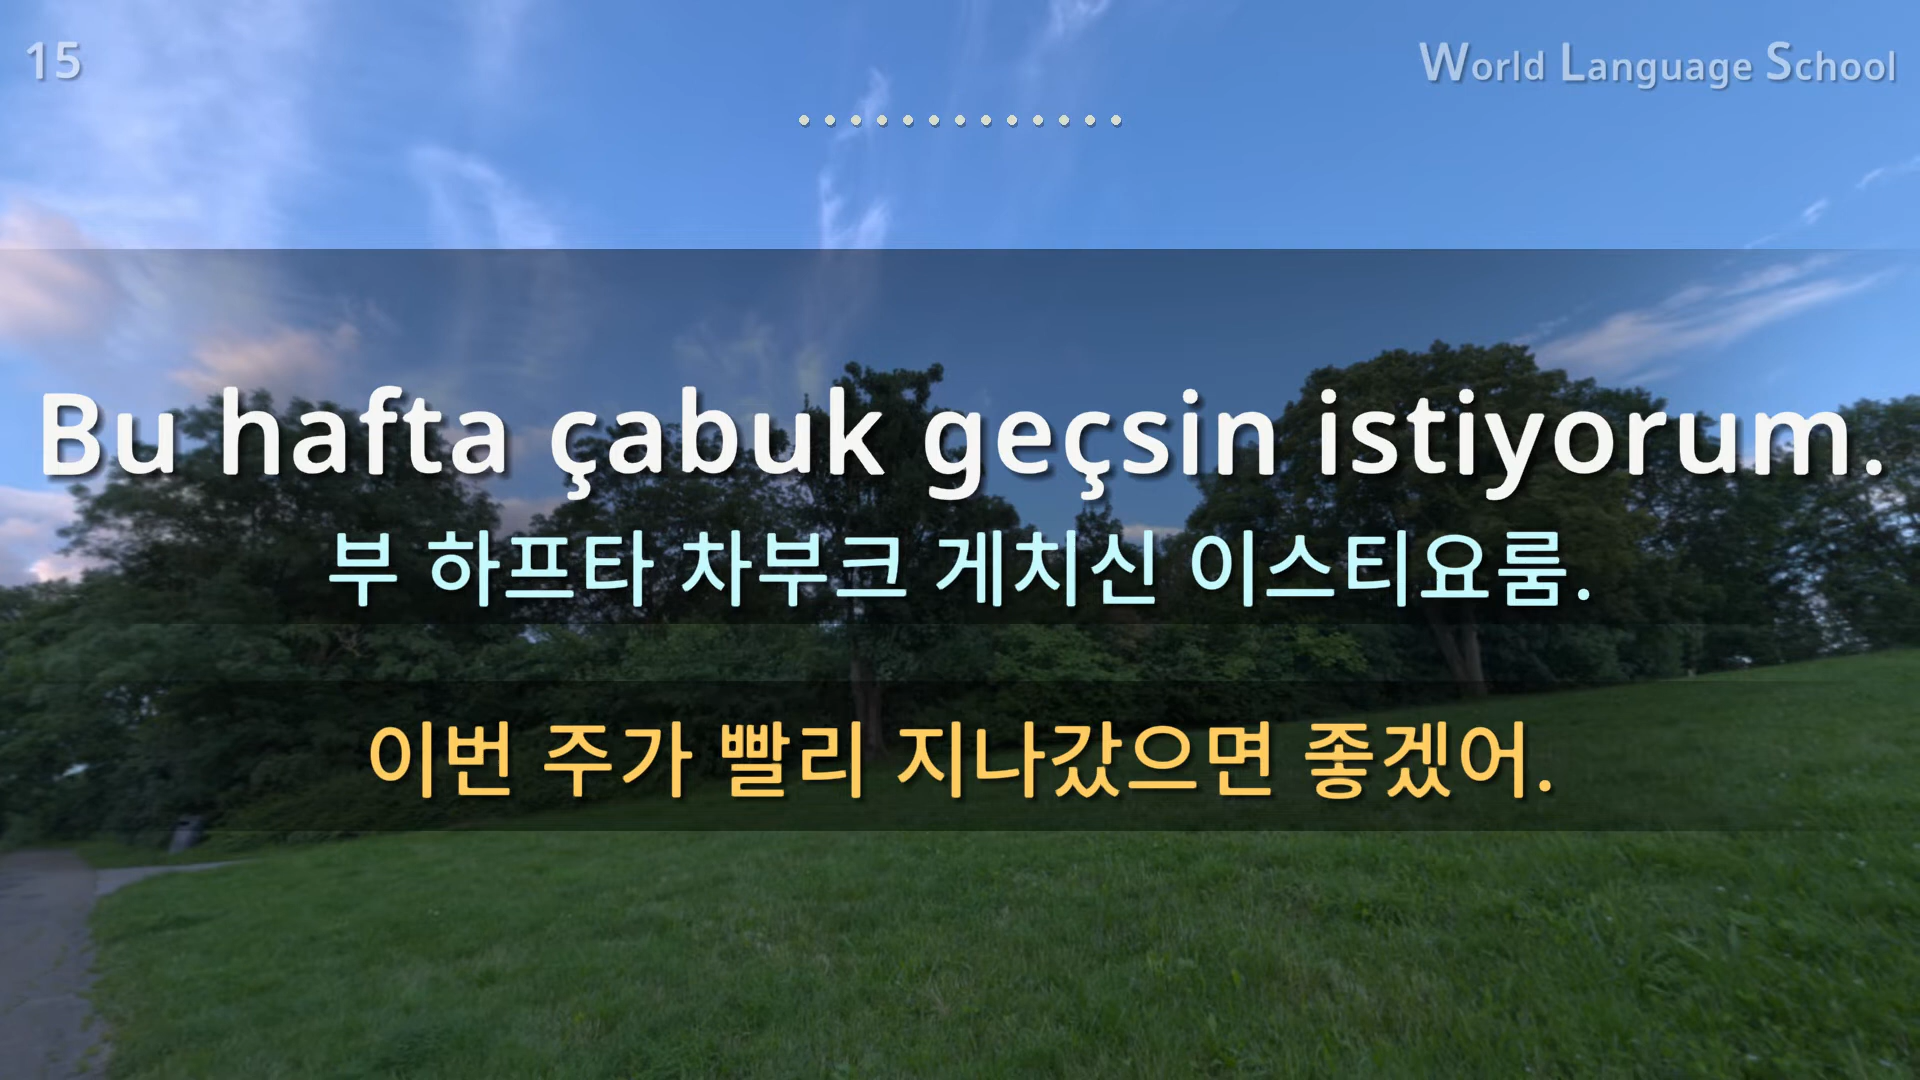 15
World Language School
Bu hafta çabuk geçsin istiyorum.
부 하프타 차부크 게치신 이스티요룸.
이번 주가 빨리 지나갔으면 좋겠어.